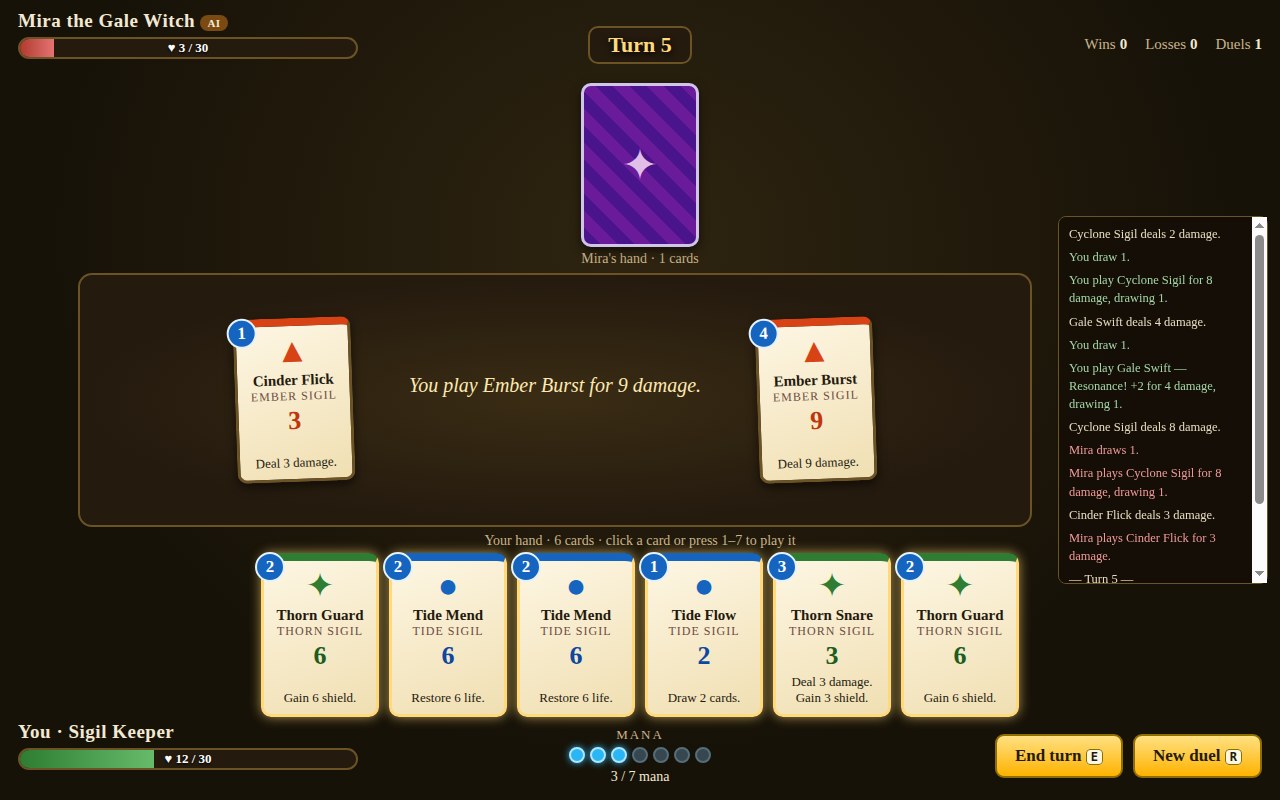 Mira the Gale Witch AI
♥ 3 / 30
Turn 5
Wins 0 Losses 0 Duels 1
Mira's hand · 1 cards
1
Cinder Flick
EMBER SIGIL
3
Deal 3 damage.
You play Ember Burst for 9 damage.
4
Ember Burst
EMBER SIGIL
9
Deal 9 damage.
Cyclone Sigil deals 2 damage.
You draw 1.
You play Cyclone Sigil for 8
damage, drawing 1.
Gale Swift deals 4 damage.
You draw 1.
You play Gale Swift —
Resonance! +2 for 4 damage,
drawing 1.
Cyclone Sigil deals 8 damage.
Mira draws 1.
Mira plays Cyclone Sigil for 8
damage, drawing 1.
Cinder Flick deals 3 damage.
Mira plays Cinder Flick for 3
damage.
— Turn 5 —
Your hand · 6 cards · click a card or press 1–7 to play it
2
Thorn Guard
THORN SIGIL
6
Gain 6 shield.
2
Tide Mend
TIDE SIGIL
6
Restore 6 life.
2
Tide Mend
TIDE SIGIL
6
Restore 6 life.
1
Tide Flow
TIDE SIGIL
2
Draw 2 cards.
3
Thorn Snare
THORN SIGIL
3
Deal 3 damage.
Gain 3 shield.
2
Thorn Guard
THORN SIGIL
6
Gain 6 shield.
You · Sigil Keeper
♥ 12 / 30
MANA
3 / 7 mana
End turn E
New duel R